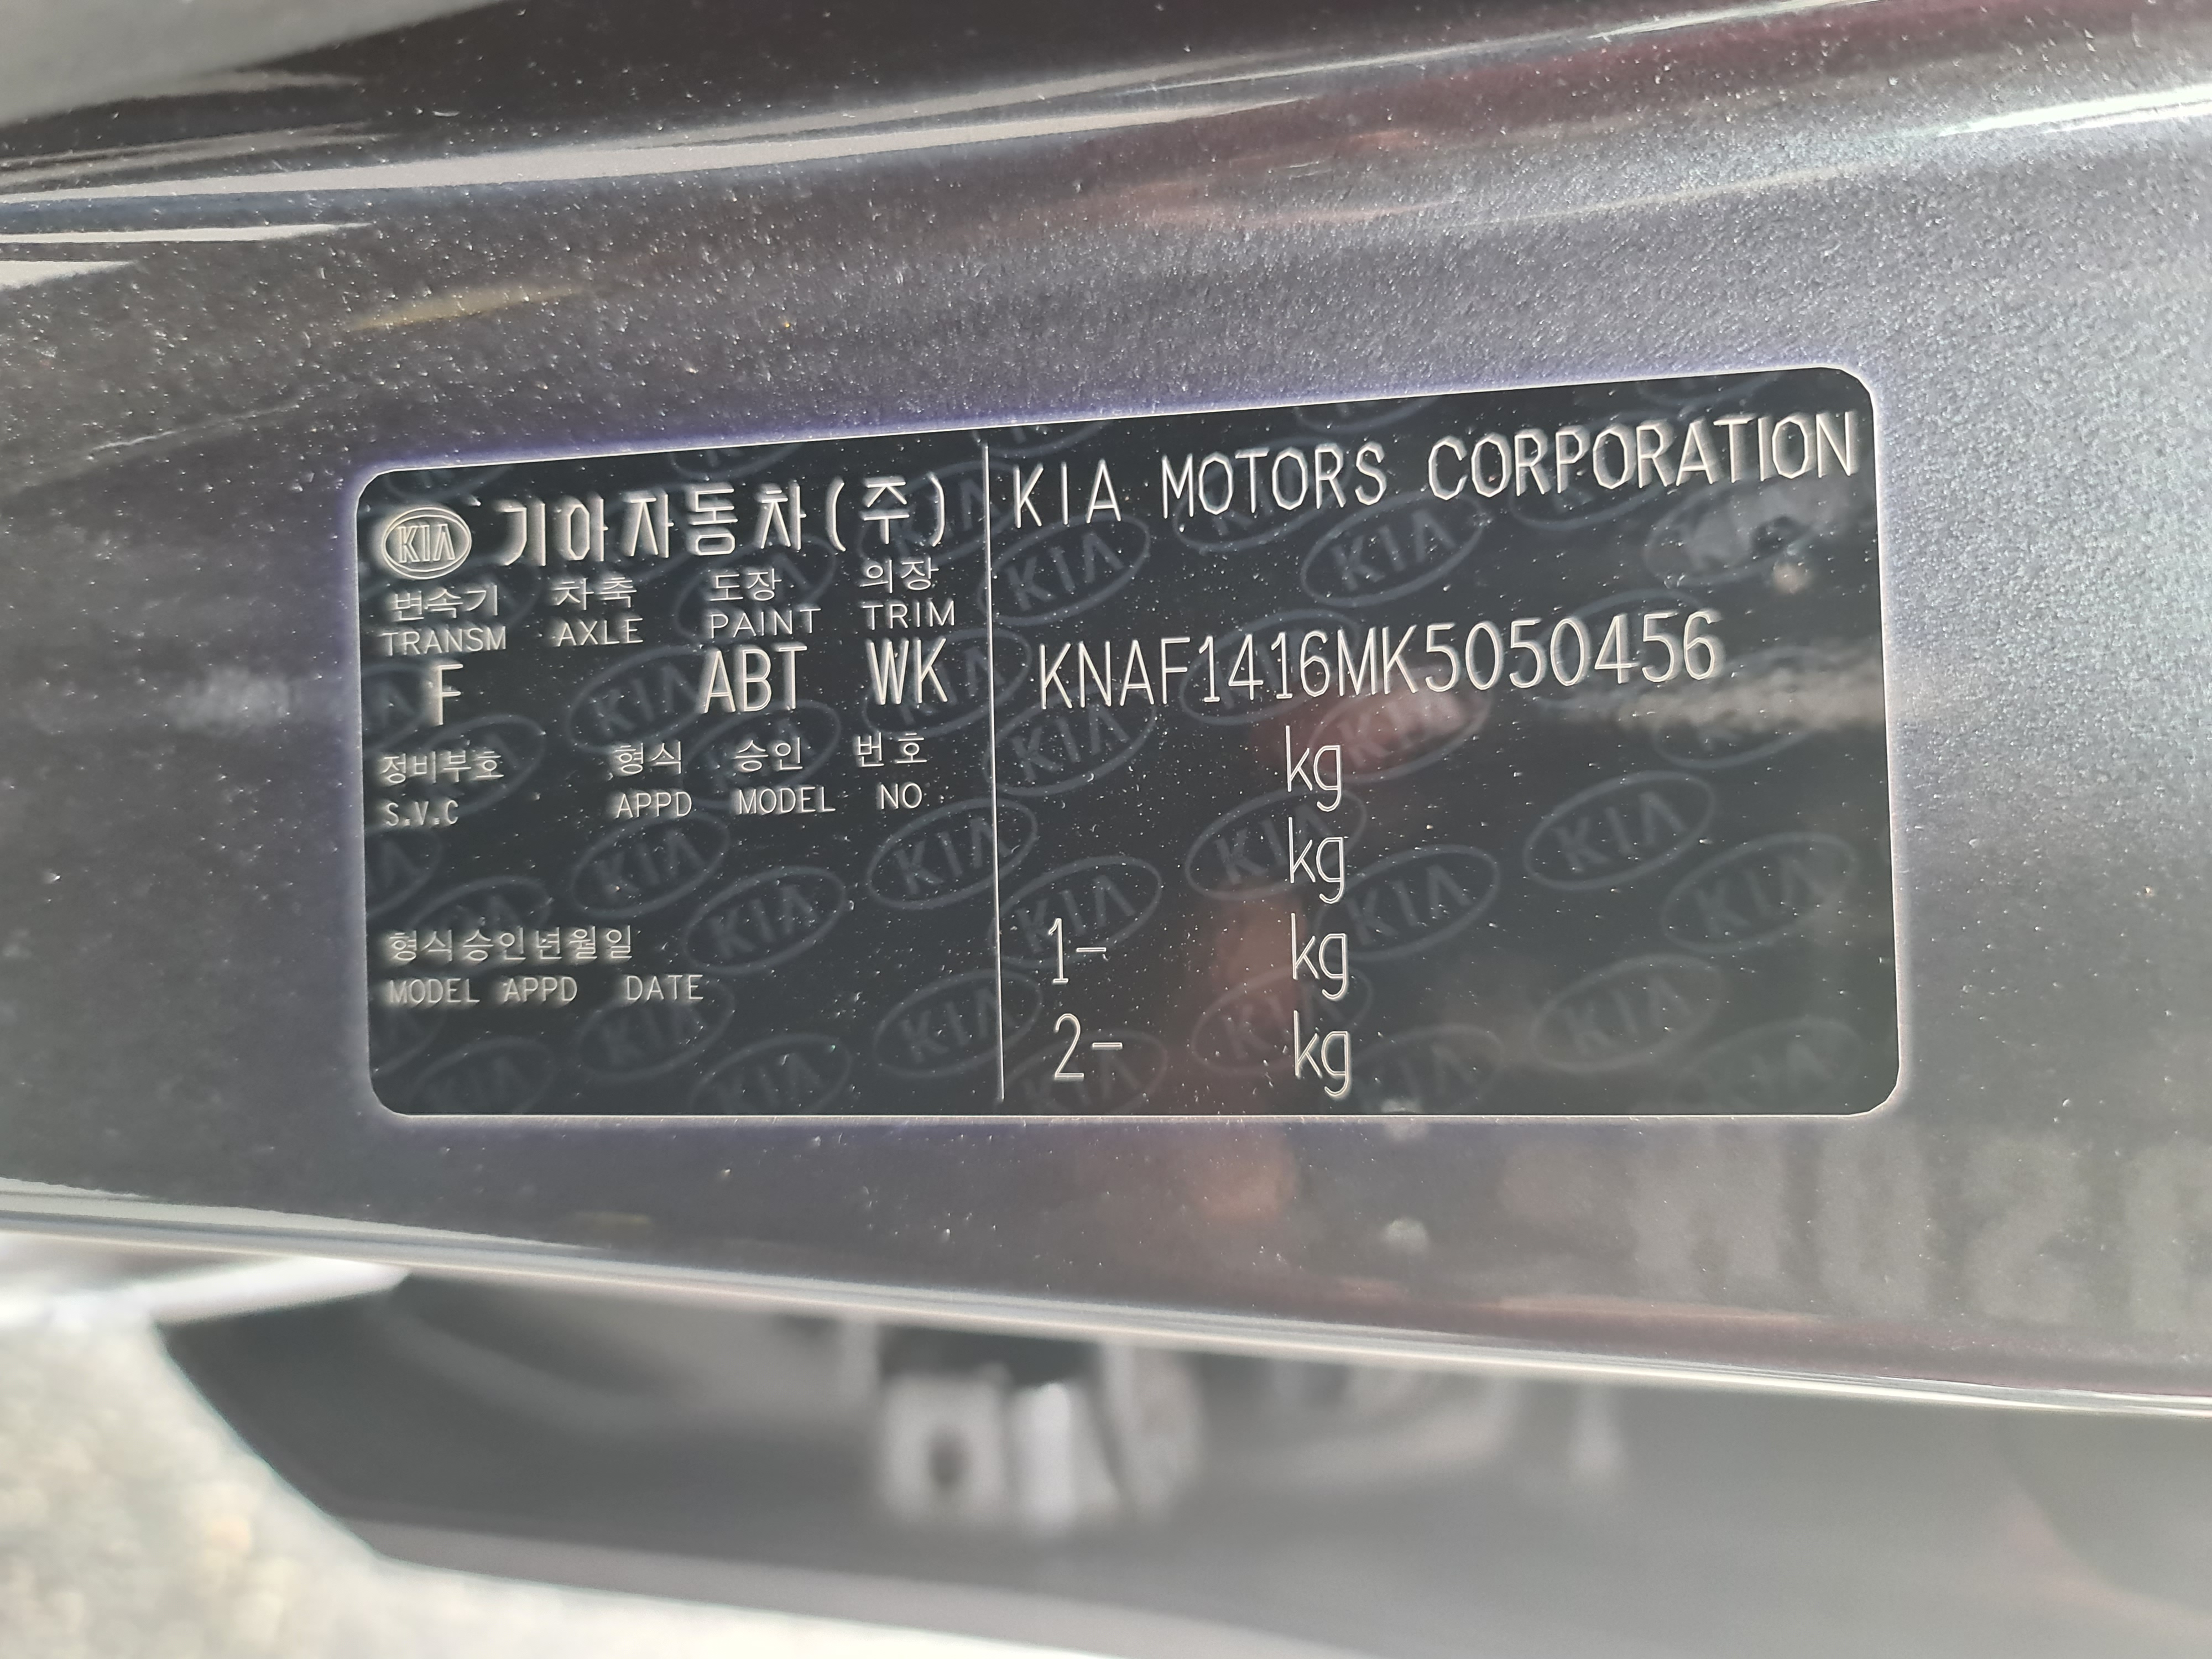 KIA 기아자동차(주)
변속기 차축 도장 의장
TRANSM AXLE PAINT TRIM
F ABT WK
정비부호 형식 승인 번호
S.V.C APPD MODEL NO
형식승인년월일
MODEL APPD DATE
KIA MOTORS CORPORATION
KNAF1416MK5050456
kg
kg
1- kg
2- kg